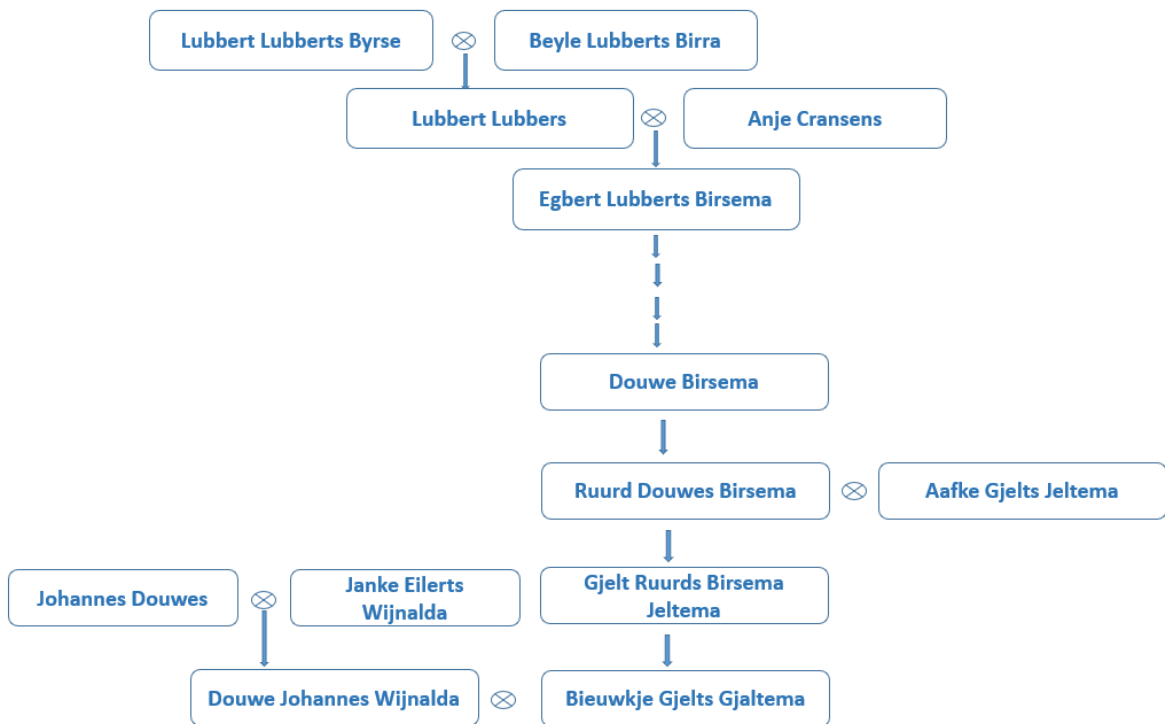 Lubbert Lubberts Byrse
Beyle Lubberts Birra
Lubbert Lubbers
Anje Cransens
Egbert Lubberts Birsema
Douwe Birsema
Ruurd Douwes Birsema
Aafke Gjelts Jeltema
Johannes Douwes
Janke Eilerts
Wijnalda
Gjelt Ruurds Birsema
Jeltema
Douwe Johannes Wijnalda
Bieuwkje Gjelts Gjaltema